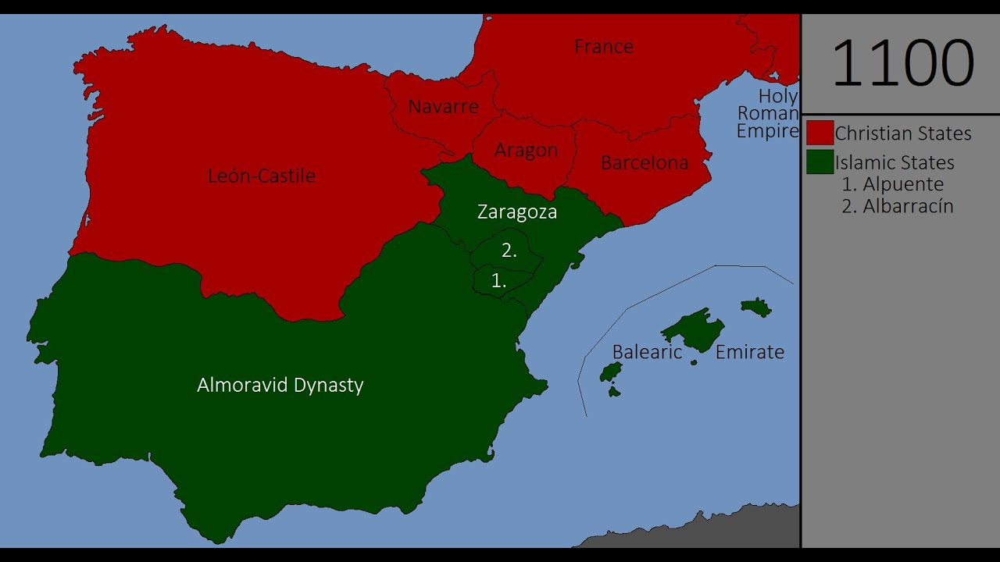 1100
Christian States
Islamic States
1. Alpuente
2. Albarracín
France
Holy
Roman
Empire
Navarre
Aragon
Barcelona
León-Castile
Zaragoza
2.
1.
Balearic Emirate
Almoravid Dynasty